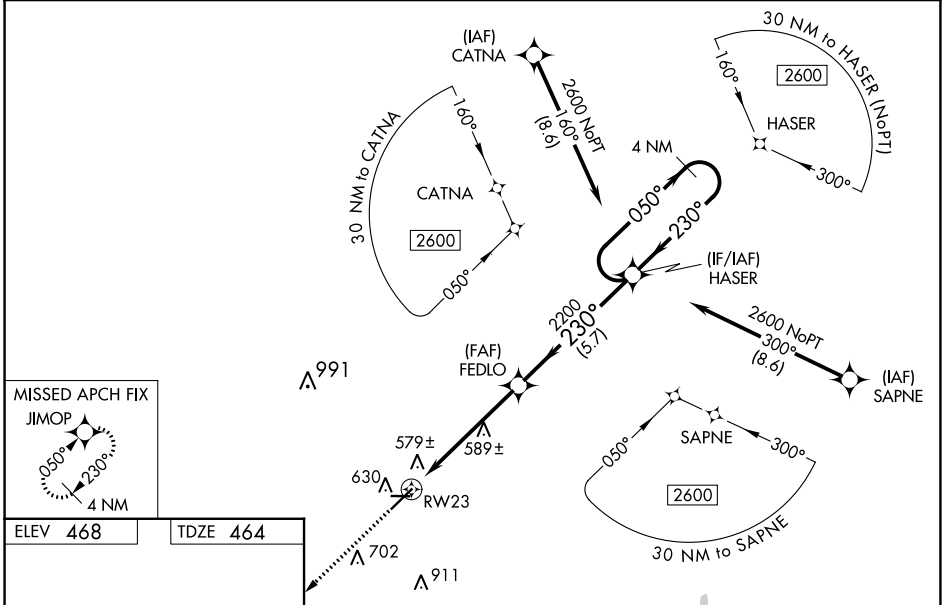 (IAF)
CATNA
2600 NoPT
160°
(8.6)
30 NM to HASER (NoPT)
2600
160°
HASER
300°
30 NM to CATNA
160°
CATNA
2600
050°
4 NM
050°
230°
(IF/IAF)
HASER
2200
230°
(5.7)
2600 NoPT
300°
(8.6)
(IAF)
SAPNE
(FAF)
FEDLO
991
MISSED APCH FIX
JIMOP
050°
230°
4 NM
579±
589±
630
RW23
SAPNE
050°
300°
2600
30 NM to SAPNE
ELEV 468
TDZE 464
702
911